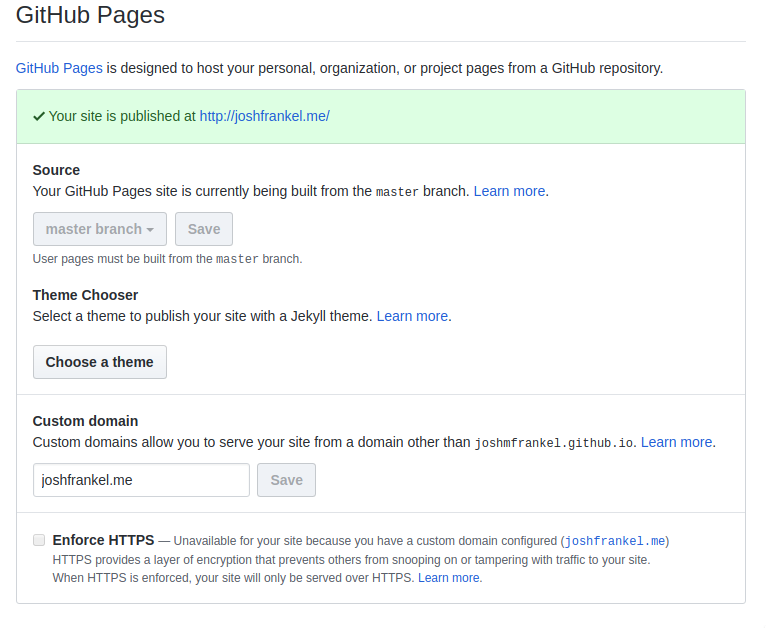 GitHub Pages
GitHub Pages is designed to host your personal, organization, or project pages from a GitHub repository.
✓ Your site is published at http://joshfrankel.me/
Source
Your GitHub Pages site is currently being built from the master branch. Learn more.
master branch Save
User pages must be built from the master branch.
Theme Chooser
Select a theme to publish your site with a Jekyll theme. Learn more.
Choose a theme
Custom domain
Custom domains allow you to serve your site from a domain other than joshmfrankel.github.io. Learn more.
joshfrankel.me Save
Enforce HTTPS — Unavailable for your site because you have a custom domain configured (joshfrankel.me)
HTTPS provides a layer of encryption that prevents others from snooping on or tampering with traffic to your site.
When HTTPS is enforced, your site will only be served over HTTPS. Learn more.